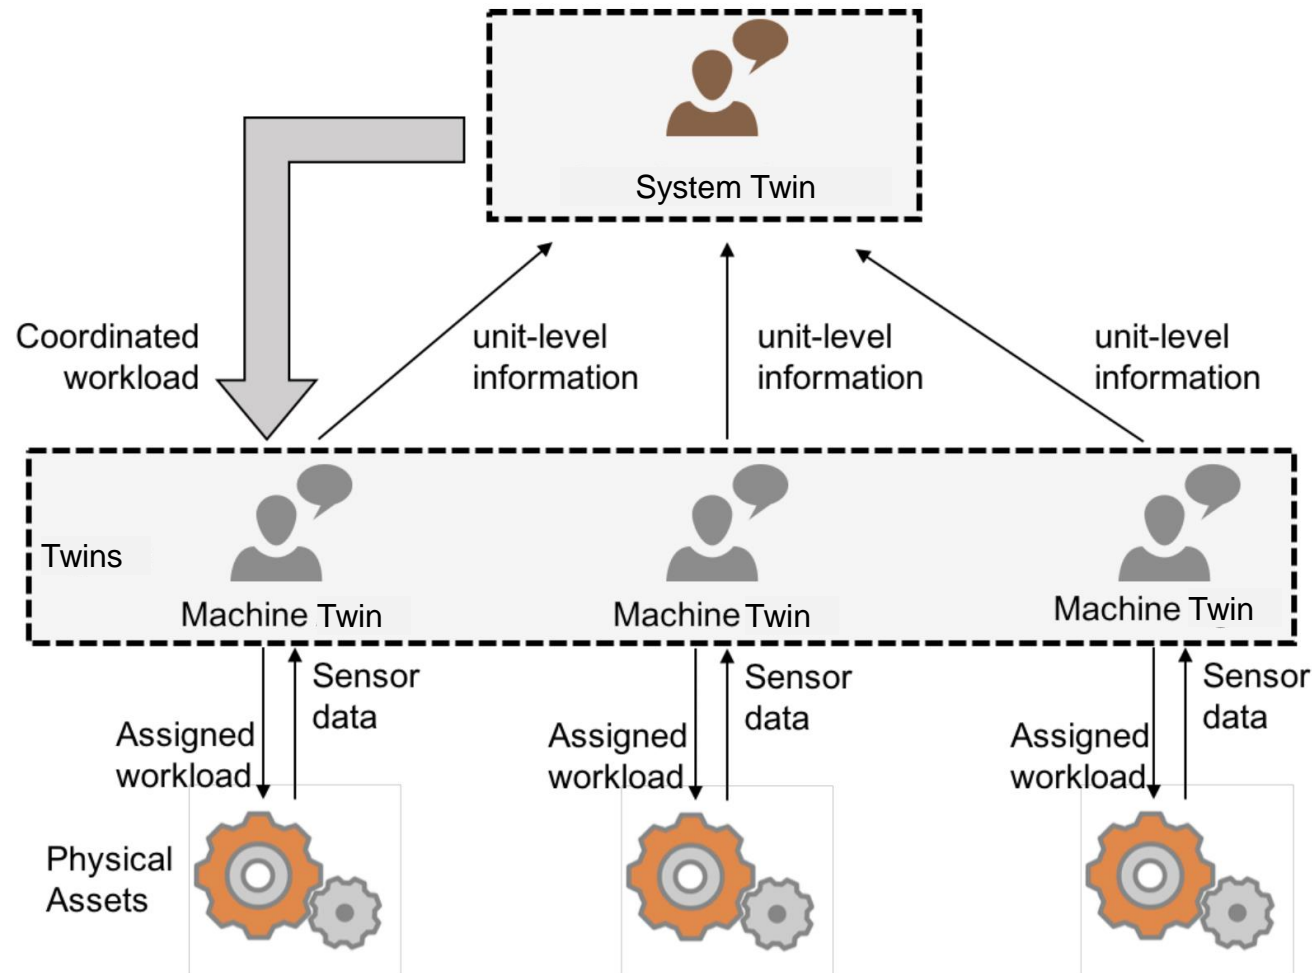 System Twin
Coordinated
workload
unit-level
information
unit-level
information
unit-level
information
Twins
Machine Twin
Machine Twin
Machine Twin
Sensor
data
Assigned
workload
Sensor
data
Assigned
workload
Sensor
data
Assigned
workload
Physical
Assets